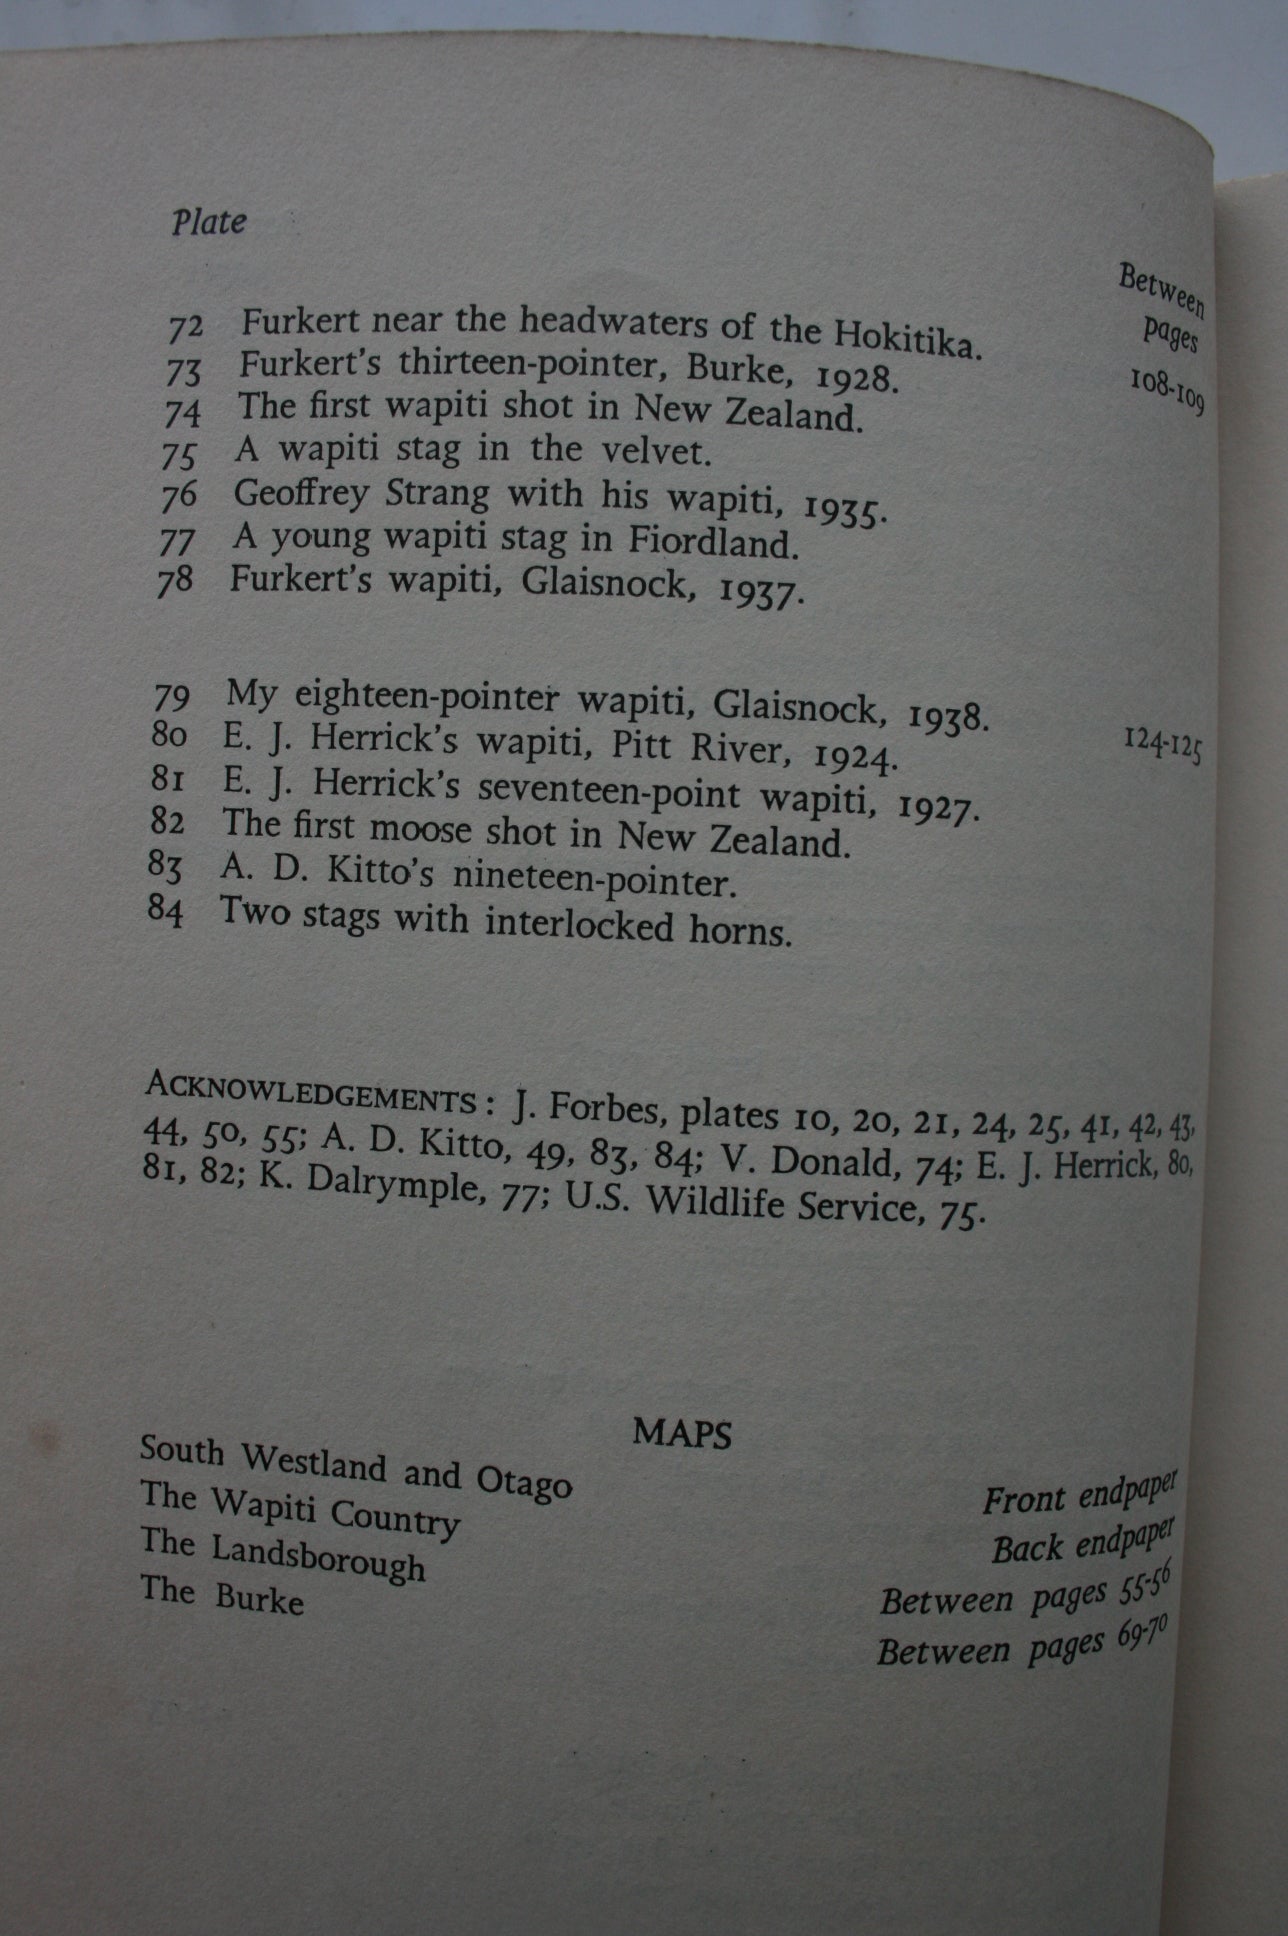 Plate
Between
pages
72 Furkert near the headwaters of the Hokitika. 108-109
73 Furkert's thirteen-pointer, Burke, 1928.
74 The first wapiti shot in New Zealand.
75 A wapiti stag in the velvet.
76 Geoffrey Strang with his wapiti, 1935.
77 A young wapiti stag in Fiordland.
78 Furkert's wapiti, Glaisnock, 1937.
79 My eighteen-pointer wapiti, Glaisnock, 1938. 124-125
80 E. J. Herrick's wapiti, Pitt River, 1924.
81 E. J. Herrick's seventeen-point wapiti, 1927.
82 The first moose shot in New Zealand.
83 A. D. Kitto's nineteen-pointer.
84 Two stags with interlocked horns.
ACKNOWLEDGEMENTS: J. Forbes, plates 10, 20, 21, 24, 25, 41, 42, 43,
44, 50, 55; A. D. Kitto, 49, 83, 84; V. Donald, 74; E. J. Herrick, 80,
81, 82; K. Dalrymple, 77; U.S. Wildlife Service, 75.
MAPS
South Westland and Otago Front endpaper
The Wapiti Country Back endpaper
The Landsborough Between pages 55-56
The Burke Between pages 69-70